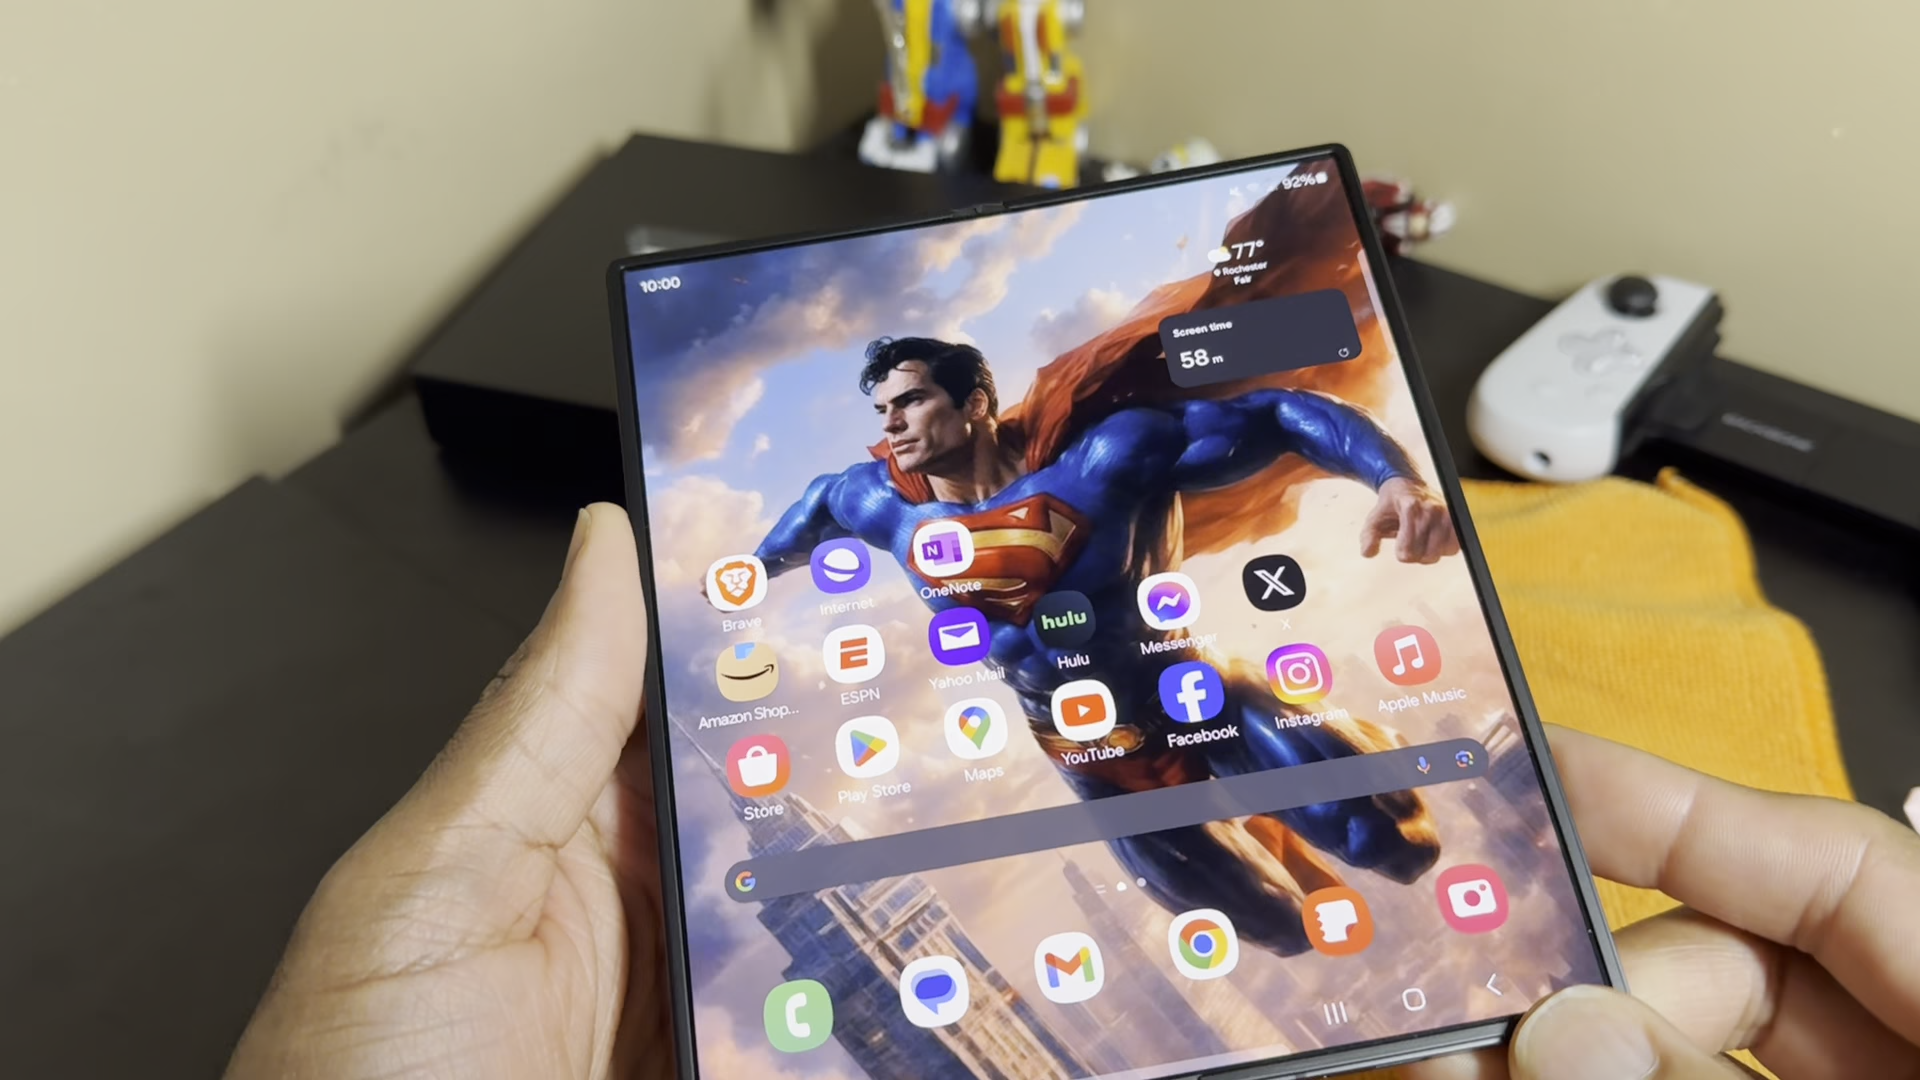 10:00
92%
77°
Rochester
Fair
Screen time
58 m
Brave
Internet
N
OneNote
Amazon Shop...
ESPN
Yahoo Mail
hulu
Hulu
Messenger
X
Store
Play Store
Maps
YouTube
Facebook
Instagram
Apple Music